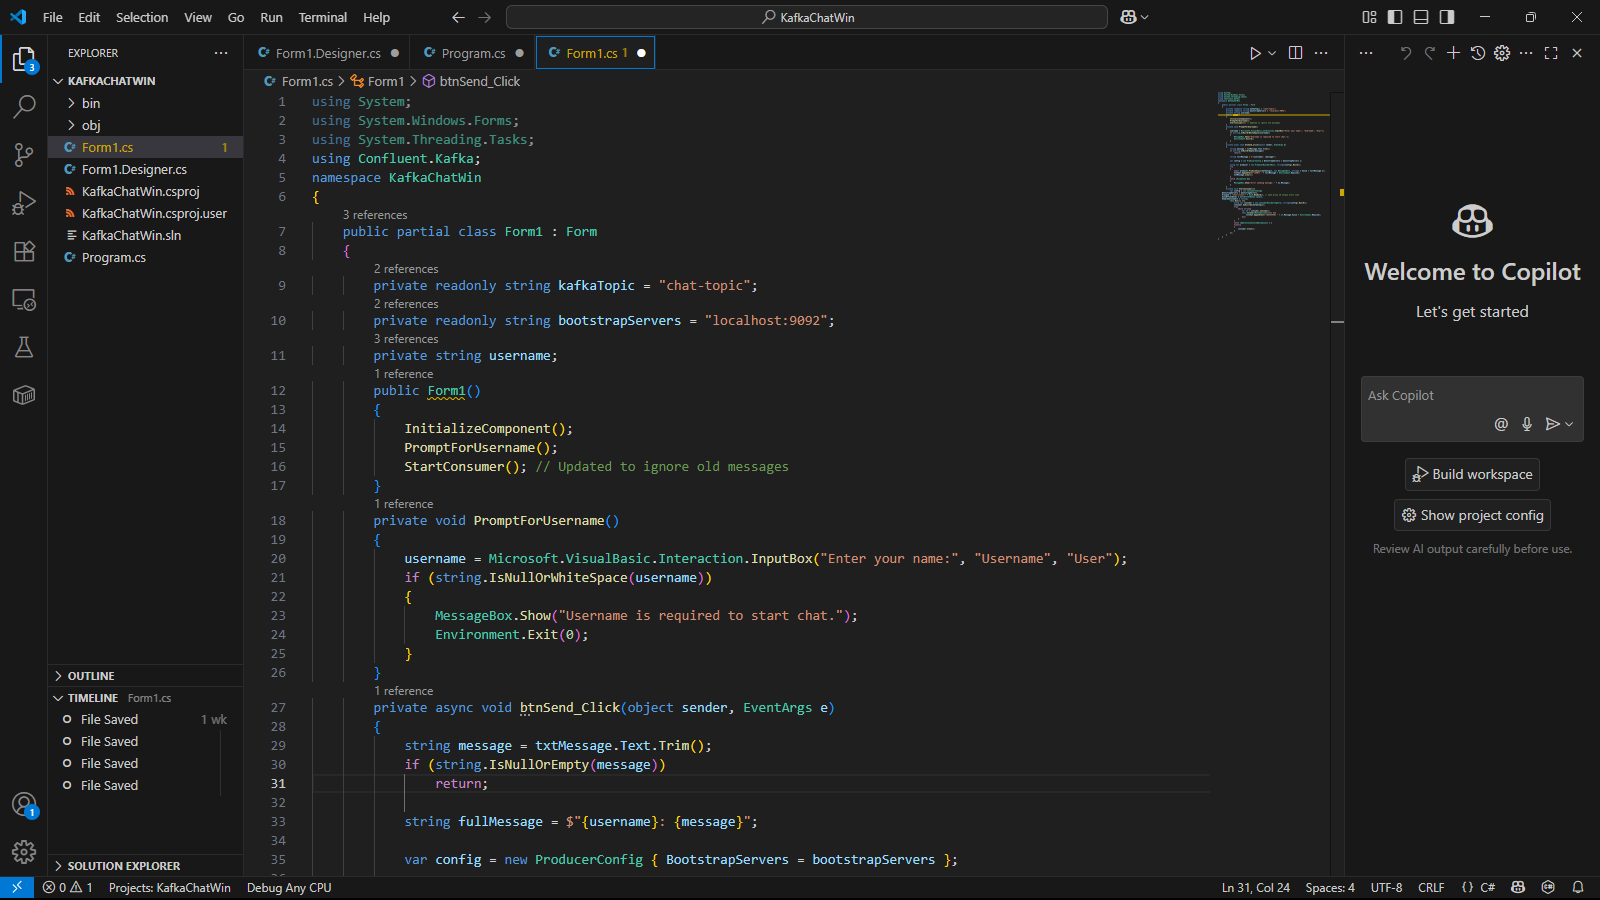 File Edit Selection View Go Run Terminal Help
KafkaChatWin
EXPLORER
KAFKACHATWIN
bin
obj
Form1.cs 1
Form1.Designer.cs
KafkaChatWin.csproj
KafkaChatWin.csproj.user
KafkaChatWin.sln
Program.cs
OUTLINE
TIMELINE Form1.cs
File Saved 1 wk
File Saved
File Saved
File Saved
SOLUTION EXPLORER
3
1
Form1.Designer.cs
Program.cs
Form1.cs 1
Form1.cs > Form1 > btnSend_Click
1 using System;
2 using System.Windows.Forms;
3 using System.Threading.Tasks;
4 using Confluent.Kafka;
5 namespace KafkaChatWin
6 {
3 references
7 public partial class Form1 : Form
8 {
2 references
9 private readonly string kafkaTopic = "chat-topic";
2 references
10 private readonly string bootstrapServers = "localhost:9092";
3 references
11 private string username;
1 reference
12 public Form1()
13 {
14 InitializeComponent();
15 PromptForUsername();
16 StartConsumer(); // Updated to ignore old messages
17 }
1 reference
18 private void PromptForUsername()
19 {
20 username = Microsoft.VisualBasic.Interaction.InputBox("Enter your name:", "Username", "User");
21 if (string.IsNullOrWhiteSpace(username))
22 {
23 MessageBox.Show("Username is required to start chat.");
24 Environment.Exit(0);
25 }
26 }
1 reference
27 private async void btnSend_Click(object sender, EventArgs e)
28 {
29 string message = txtMessage.Text.Trim();
30 if (string.IsNullOrEmpty(message))
31 return;
32
33 string fullMessage = $"{username}: {message}";
34
35 var config = new ProducerConfig { BootstrapServers = bootstrapServers };
Welcome to Copilot
Let's get started
Ask Copilot
Build workspace
Show project config
Review AI output carefully before use.
0 1 Projects: KafkaChatWin Debug Any CPU
Ln 31, Col 24 Spaces: 4 UTF-8 CRLF {} C#